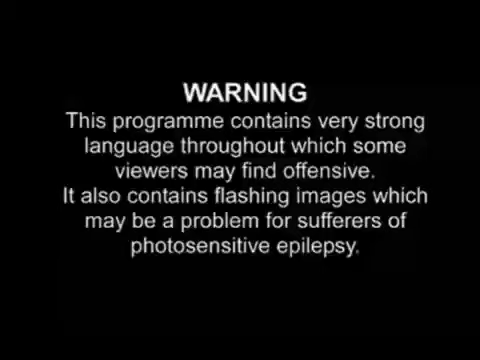 WARNING
This programme contains very strong
language throughout which some
viewers may find offensive.
It also contains flashing images which
may be a problem for sufferers of
photosensitive epilepsy.